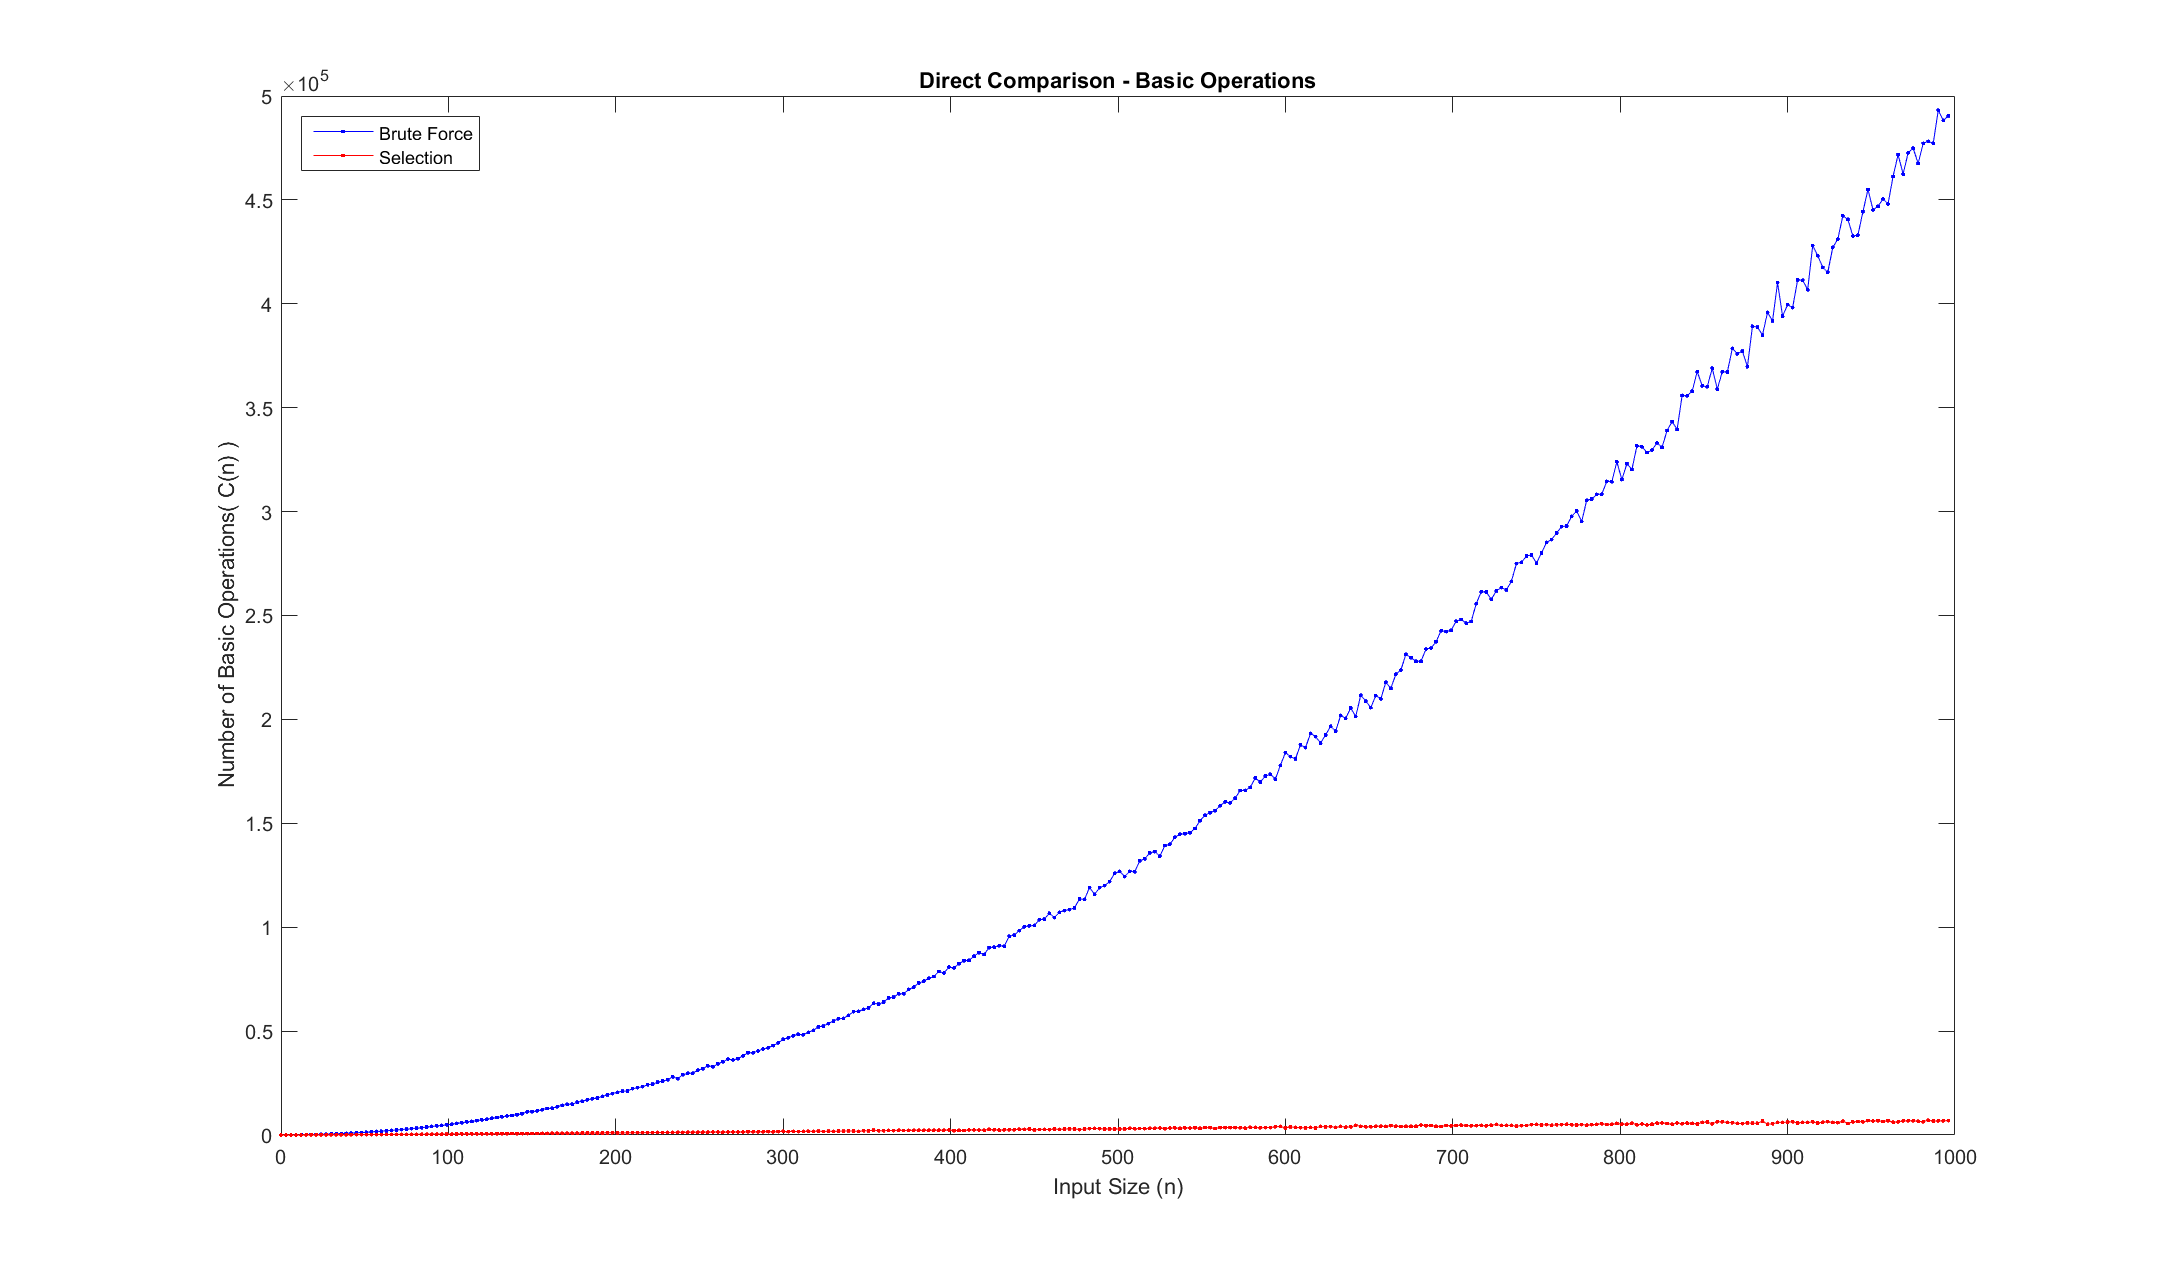 Direct Comparison - Basic Operations
×10^5
Brute Force
Selection
5
4.5
4
3.5
3
2.5
2
1.5
1
0.5
0
Number of Basic Operations( C(n) )
0 100 200 300 400 500 600 700 800 900 1000
Input Size (n)